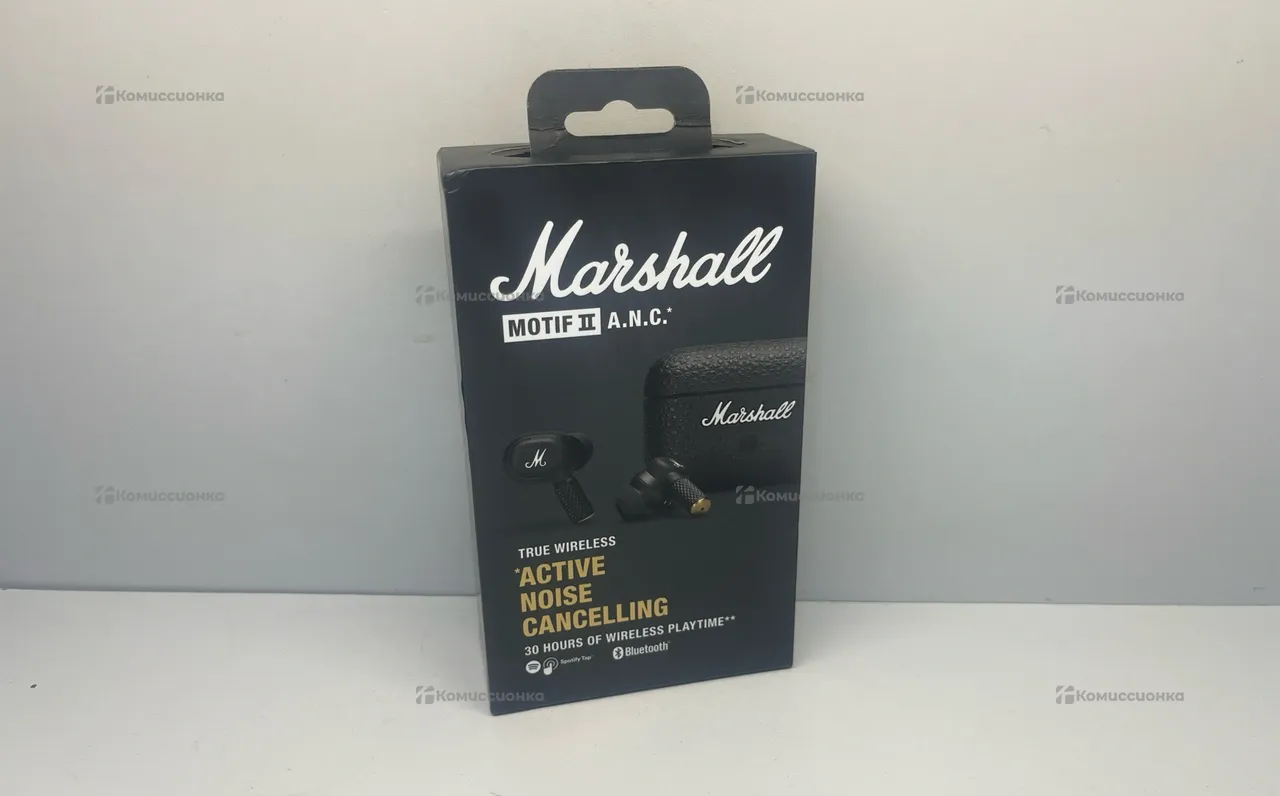 Комиссионка
Комиссионка
Marshall
Комиссионка
Комиссионка
MOTIF II A.N.C.*
Marshall
M
Комиссионка
Комиссионка
TRUE WIRELESS
*ACTIVE
NOISE
CANCELLING
30 HOURS OF WIRELESS PLAYTIME**
Spotify Tap
Bluetooth
Комиссионка
Комиссионка